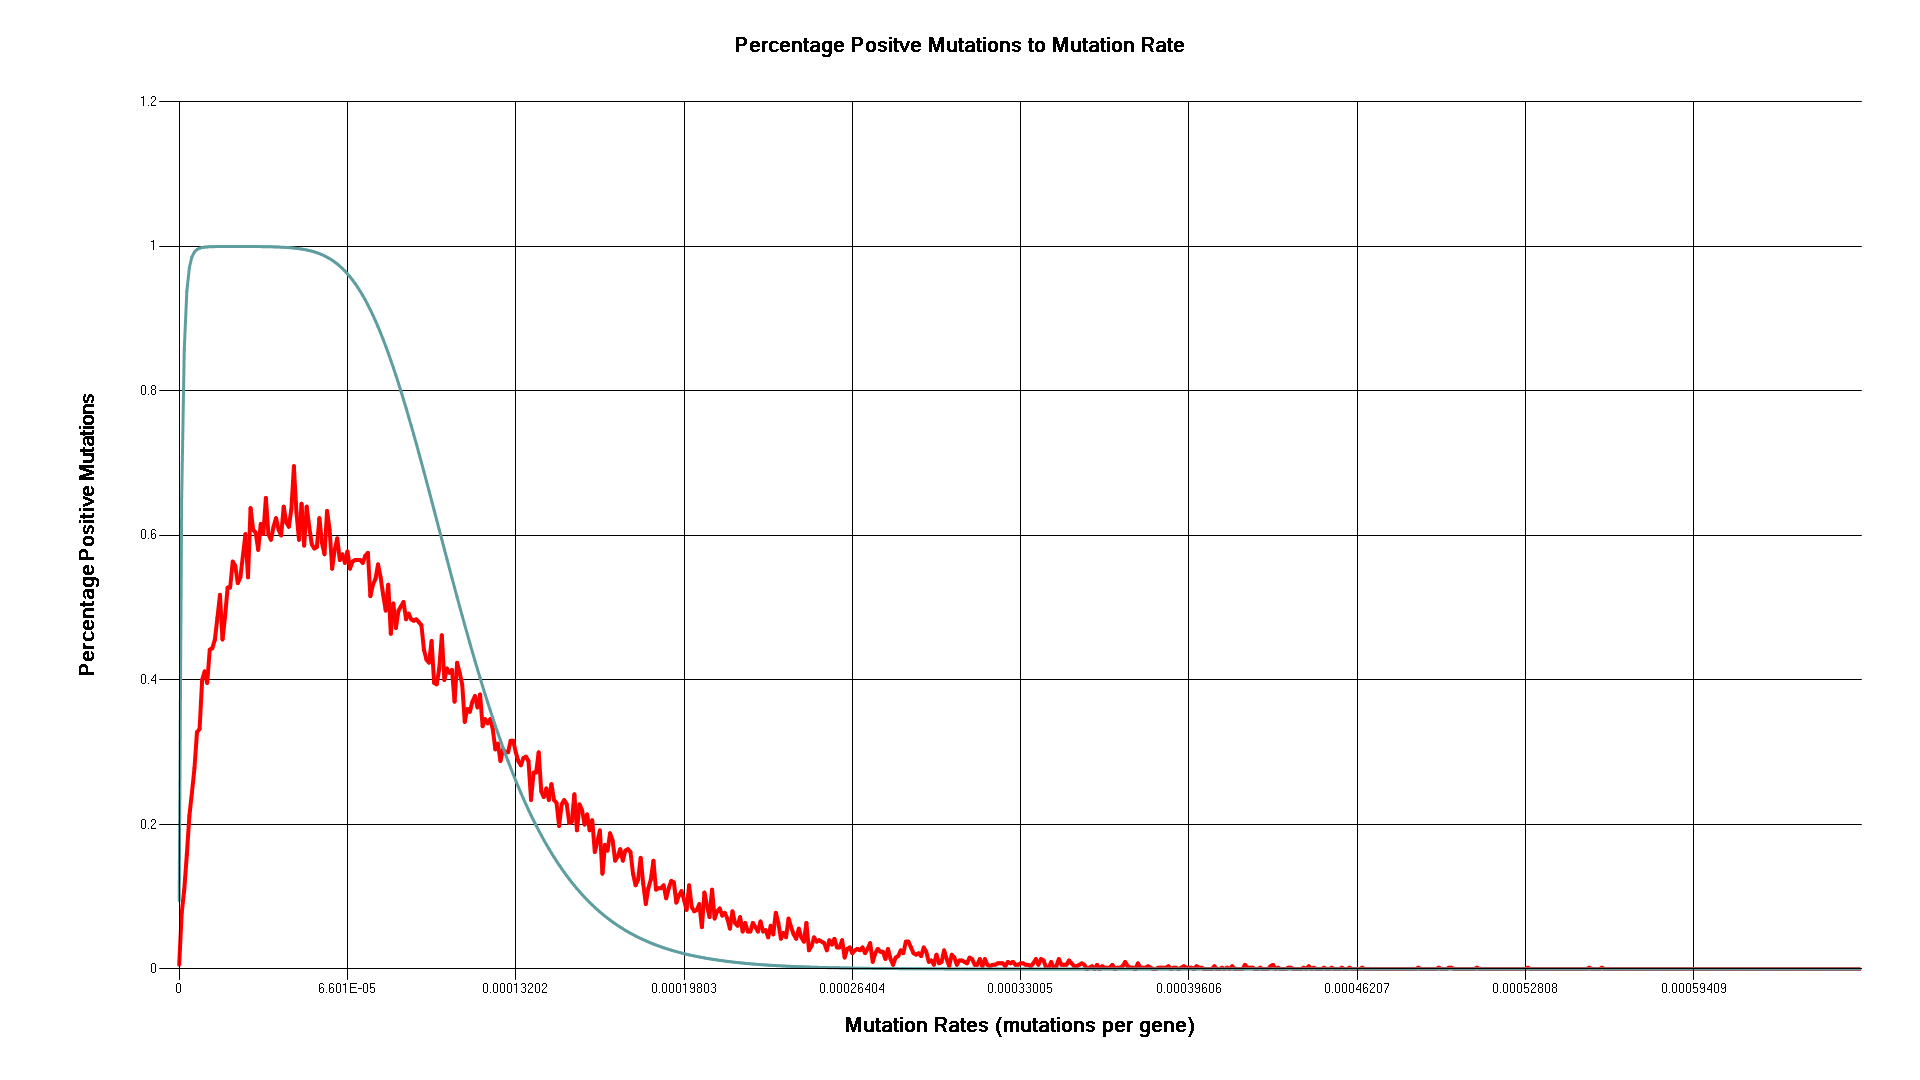 Percentage Positve Mutations to Mutation Rate
1.2
1
0.8
0.6
0.4
0.2
0
Percentage Positive Mutations
0 6.601E-05 0.00013202 0.00019803 0.00026404 0.00033005 0.00039606 0.00046207 0.00052808 0.00059409
Mutation Rates (mutations per gene)